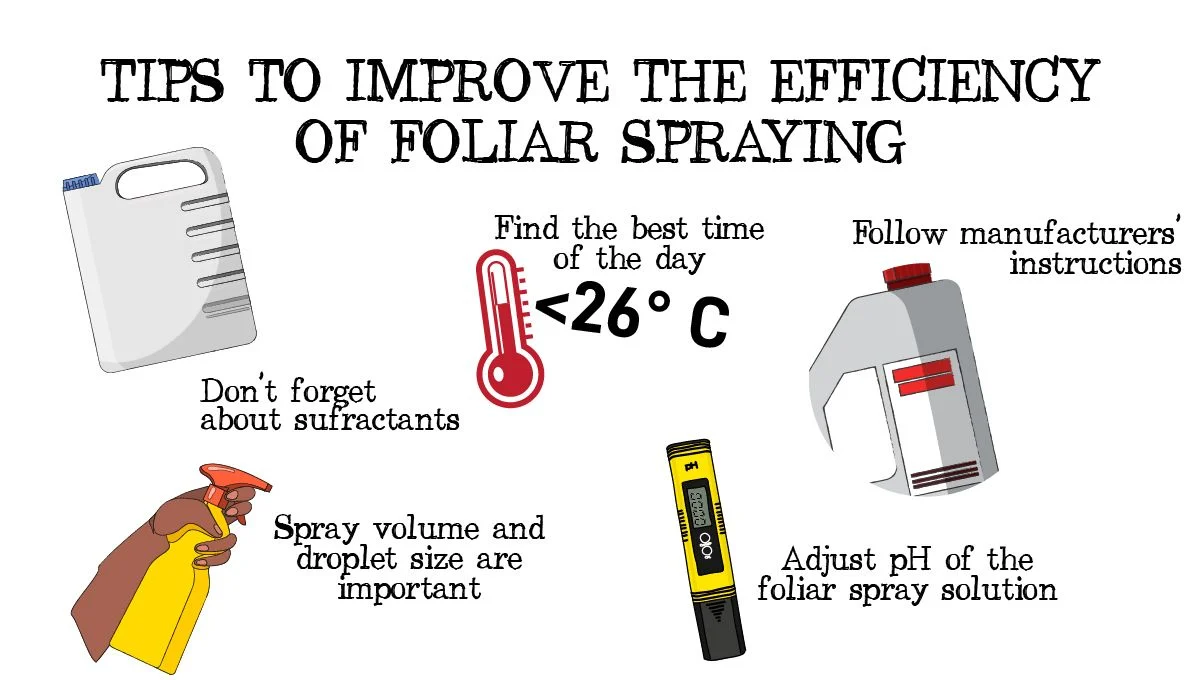 TIPS TO IMPROVE THE EFFICIENCY
OF FOLIAR SPRAYING
Don't forget
about sufractants
Find the best time
of the day
<26° C
Follow manufacturers'
instructions
Spray volume and
droplet size are
important
pH
Adjust pH of the
foliar spray solution